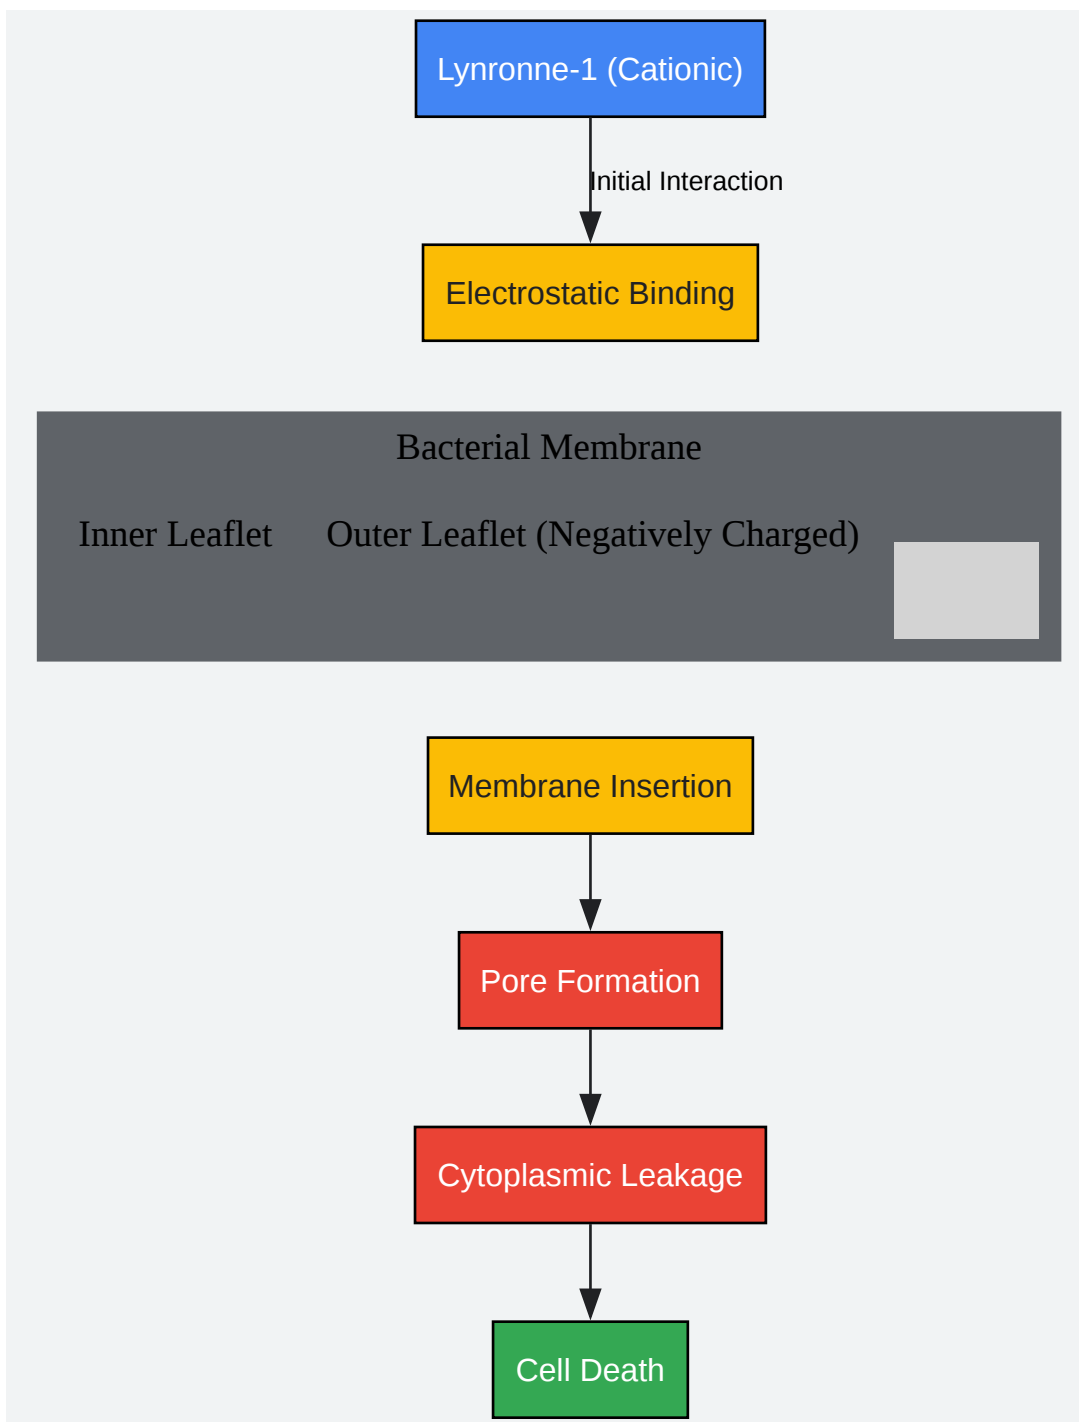 Lynronne-1 (Cationic)
Initial Interaction
Electrostatic Binding
Bacterial Membrane
Inner Leaflet
Outer Leaflet (Negatively Charged)
Membrane Insertion
Pore Formation
Cytoplasmic Leakage
Cell Death